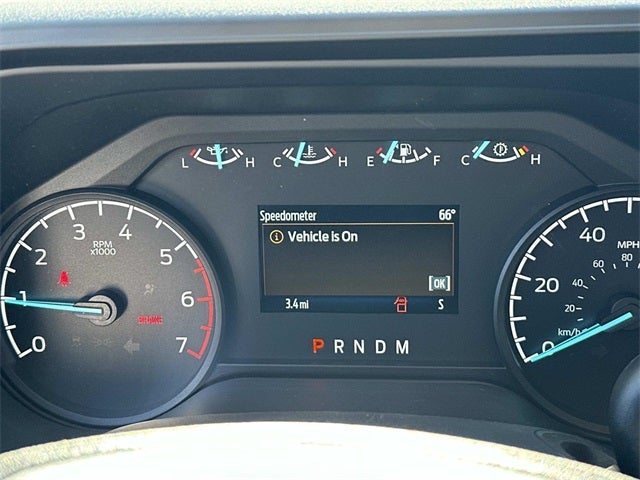 L H C H E F C H
Speedometer 66°
i Vehicle is On
OK
3.4 mi S
P R N D M
RPM
x1000
0 1 2 3 4 5 6 7
BRAKE
MPH
0 20 40
20 40 60 80
km/h